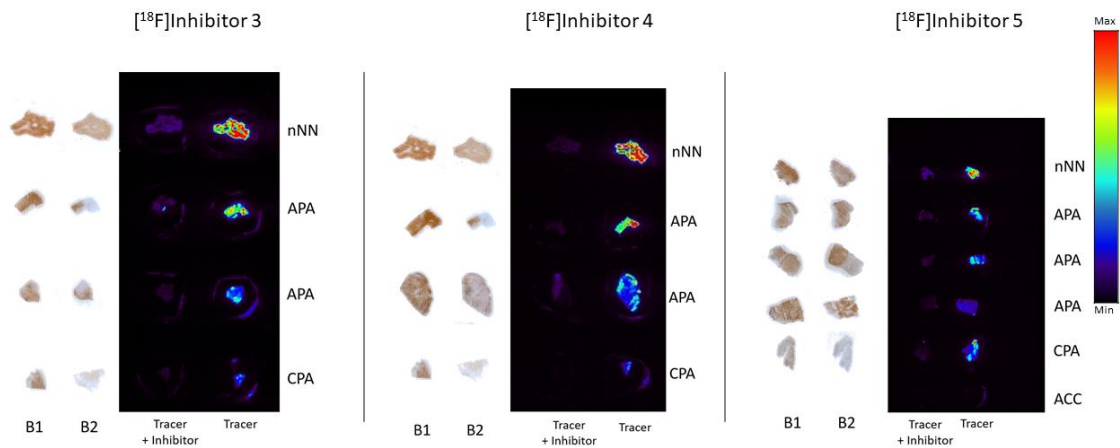 [¹⁸F]Inhibitor 3
nNN
APA
APA
CPA
B1
B2
Tracer
+ Inhibitor
Tracer
[¹⁸F]Inhibitor 4
nNN
APA
APA
CPA
B1
B2
Tracer
+ Inhibitor
Tracer
[¹⁸F]Inhibitor 5
nNN
APA
APA
APA
CPA
ACC
B1
B2
Tracer
+ Inhibitor
Tracer
Max
Min